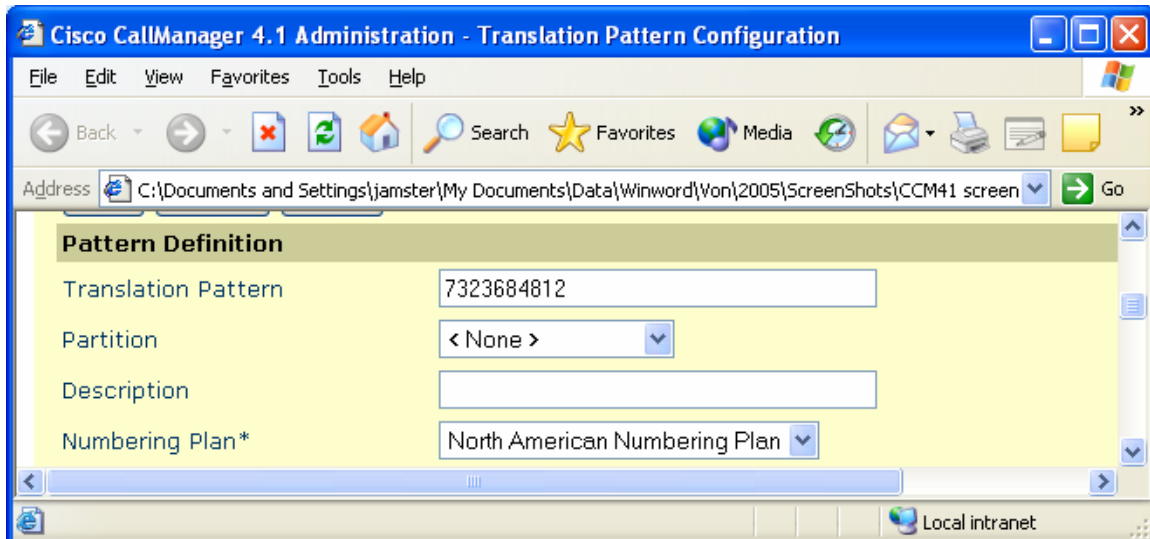 Cisco CallManager 4.1 Administration - Translation Pattern Configuration
File Edit View Favorites Tools Help
Back Search Favorites Media »
Address C:\Documents and Settings\jamster\My Documents\Data\Winword\Von\2005\ScreenShots\CCM41 screen Go
Pattern Definition
Translation Pattern 7323684812
Partition < None >
Description
Numbering Plan* North American Numbering Plan
Local intranet